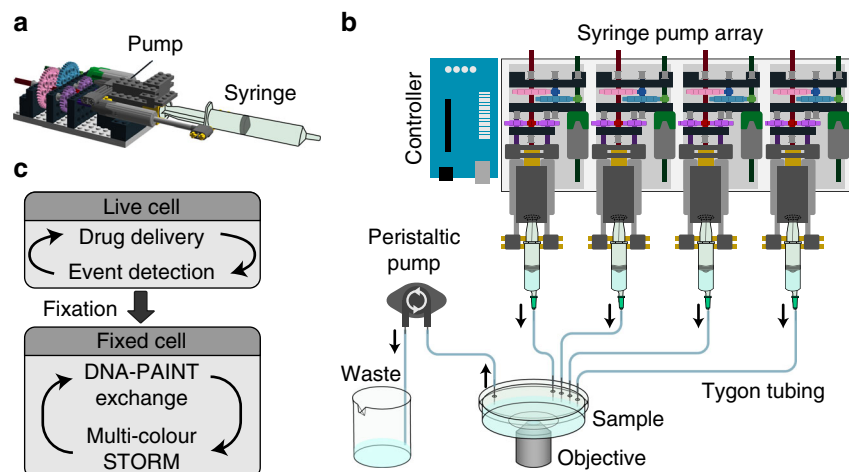 a
Pump
Syringe
b
Syringe pump array
Controller
Peristaltic
pump
Waste
Tygon tubing
Sample
Objective
c
Live cell
Drug delivery
Event detection
Fixation
Fixed cell
DNA-PAINT
exchange
Multi-colour
STORM